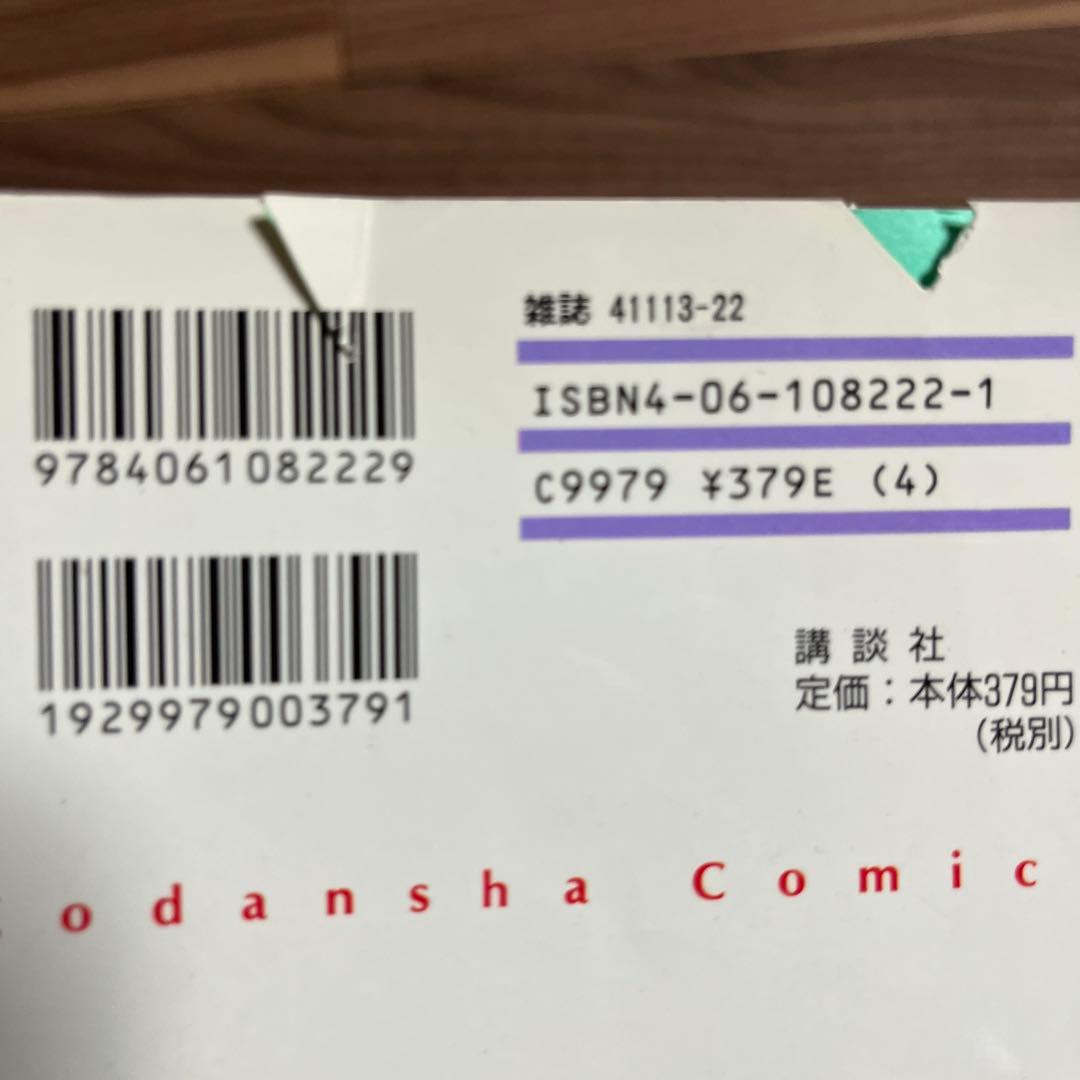 雑誌 41113-22
ISBN4-06-108222-1
C9979 ¥379E (4)
9784061082229
1929979003791
講談社
定価：本体379円
(税別)
odansha Comic